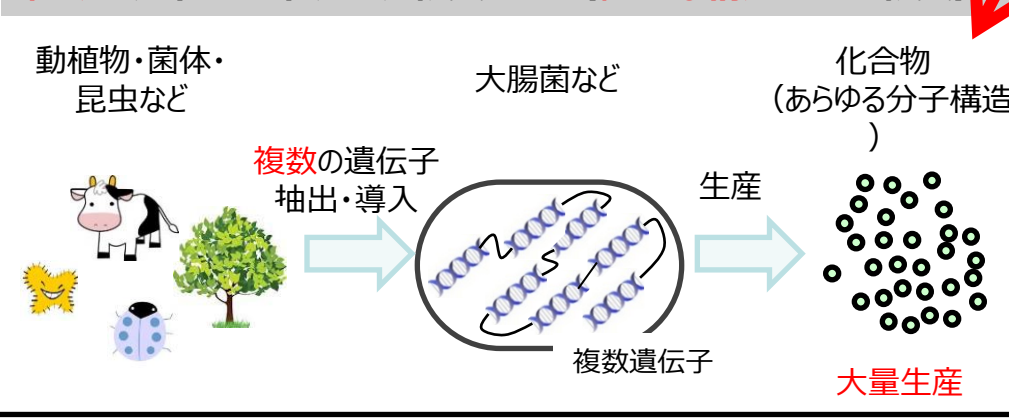 動植物・菌体・
昆虫など
大腸菌など
化合物
（あらゆる分子構造
）
複数の遺伝子
抽出・導入
生産
複数遺伝子
大量生産